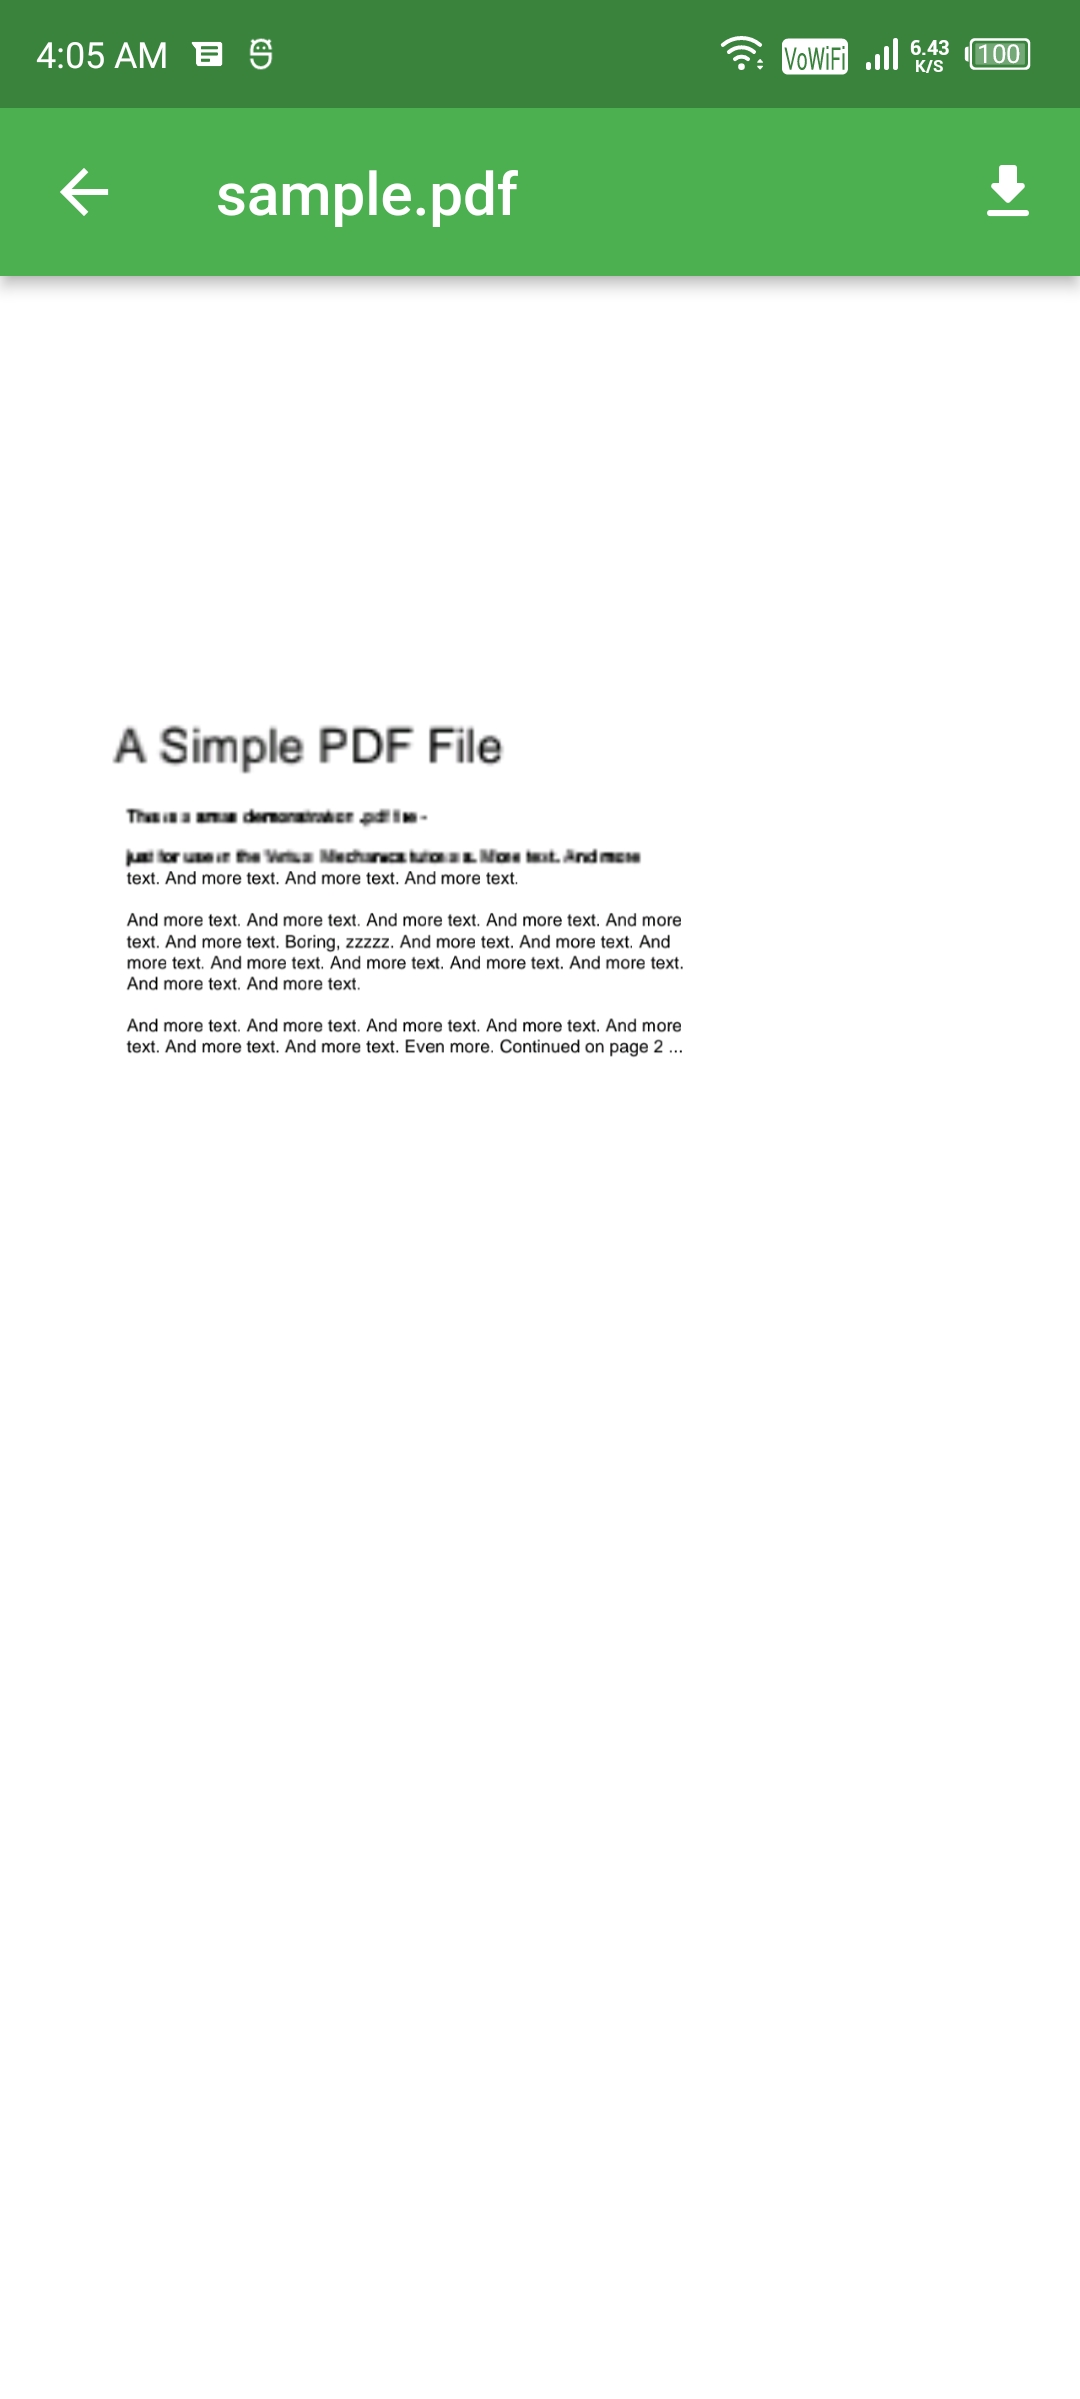 4:05 AM
VoWiFi
6.43
K/S
100
sample.pdf
A Simple PDF File
This is a demonstration .pdf file -
just for use in the Mechanics More text. And more
text. And more text. And more text. And more text.
And more text. And more text. And more text. And more text. And more
text. And more text. Boring, zzzzz. And more text. And more text. And
more text. And more text. And more text. And more text. And more text.
And more text. And more text.
And more text. And more text. And more text. And more text. And more
text. And more text. And more text. Even more. Continued on page 2 ...